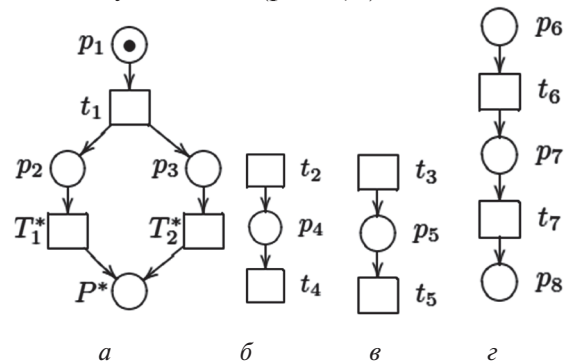 p₁
p₆
t₁
t₆
p₂
p₃
t₂
t₃
p₇
T₁*
T₂*
p₄
p₅
t₇
P*
t₄
t₅
p₈
а
б
в
г